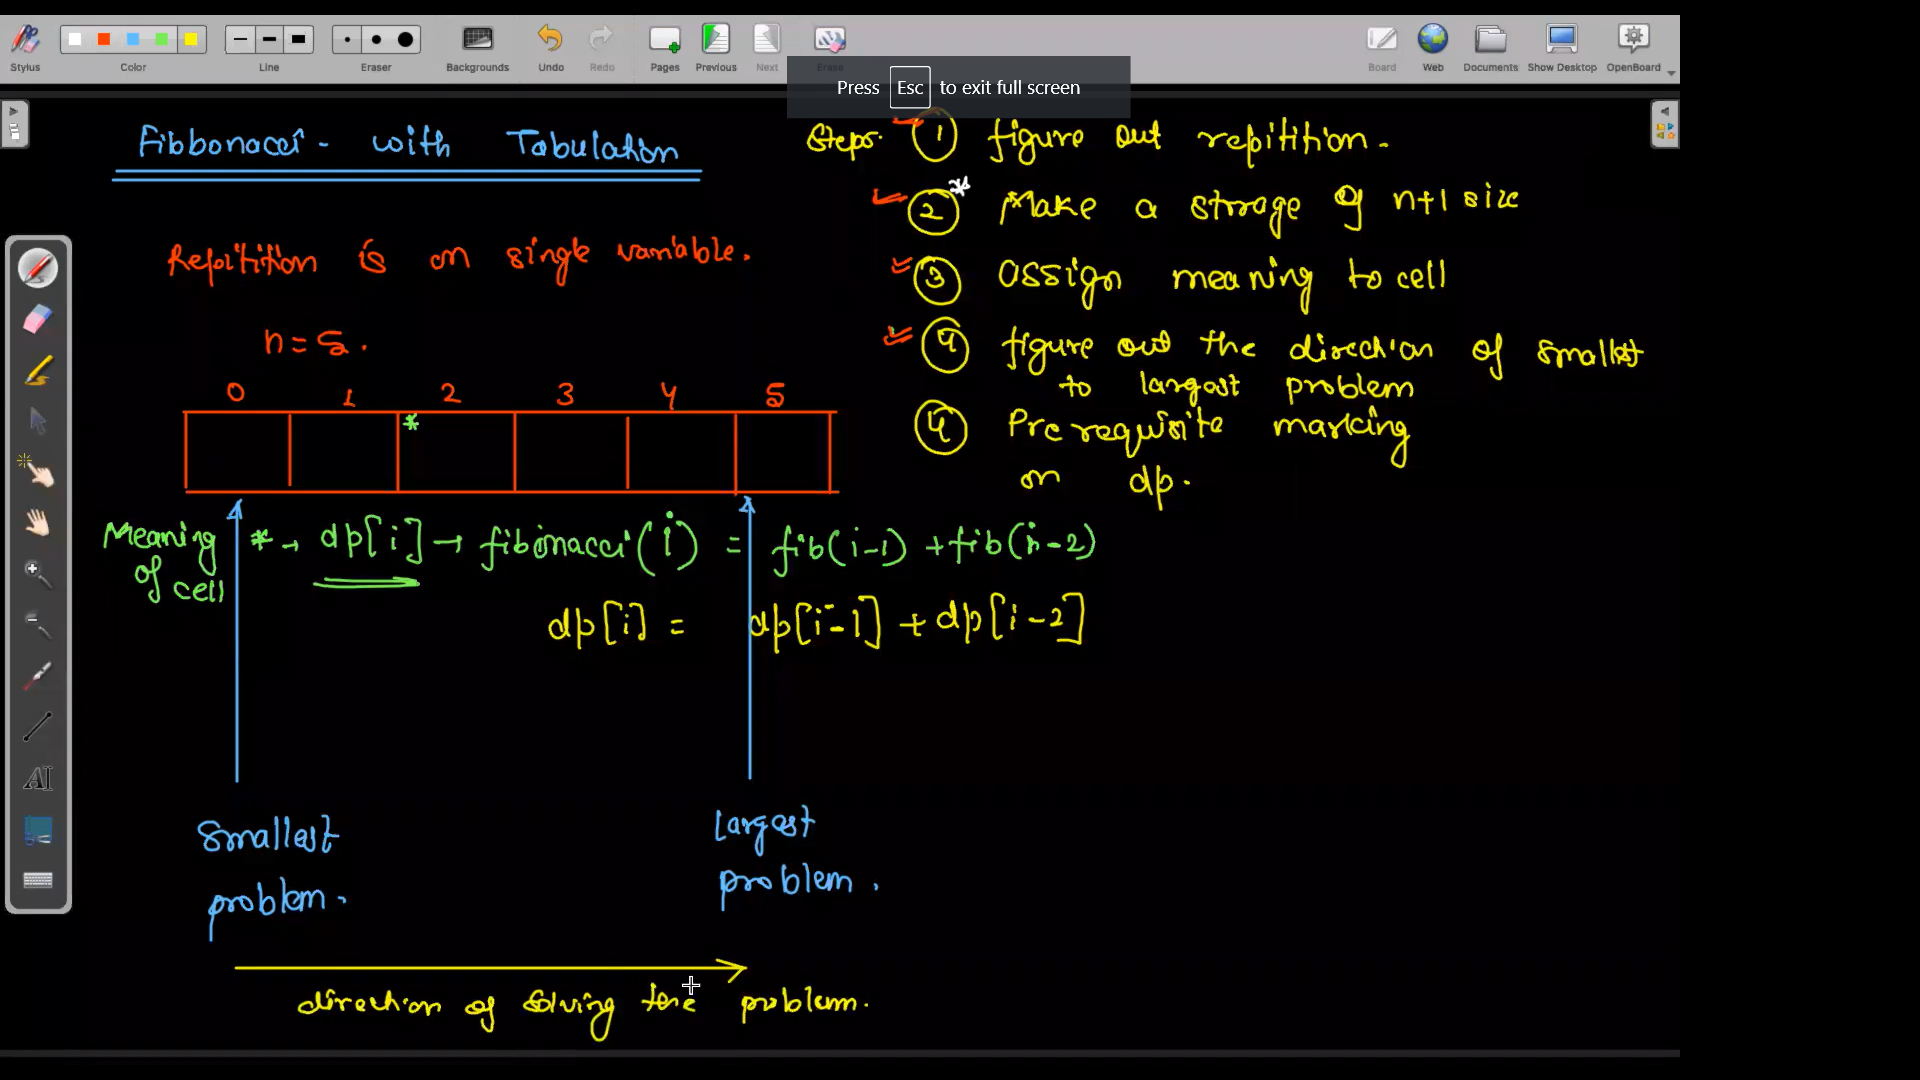 Stylus
Color
Line
Eraser
Backgrounds
Undo
Redo
Pages
Previous
Next
Erase
Board
Web
Documents
Show Desktop
OpenBoard
Press Esc to exit full screen
Fibbonacci - with Tabulation
Repitition is on single variable.
n = 5.
0 1 2 3 4 5
*
Meaning of cell * → dp[i] → fibonacci(i) = fib(i-1) + fib(n-2)
dp[i] = dp[i-1] + dp[i-2]
Smallest
problem.
largest
problem.
direction of solving the problem.
Steps. 1 figure out repitition.
2 * Make a strrage of n+1 size
3 assign meaning to cell
4 figure out the direction of smallest
to largest problem
4 Prerequisite marking
on dp.
AI